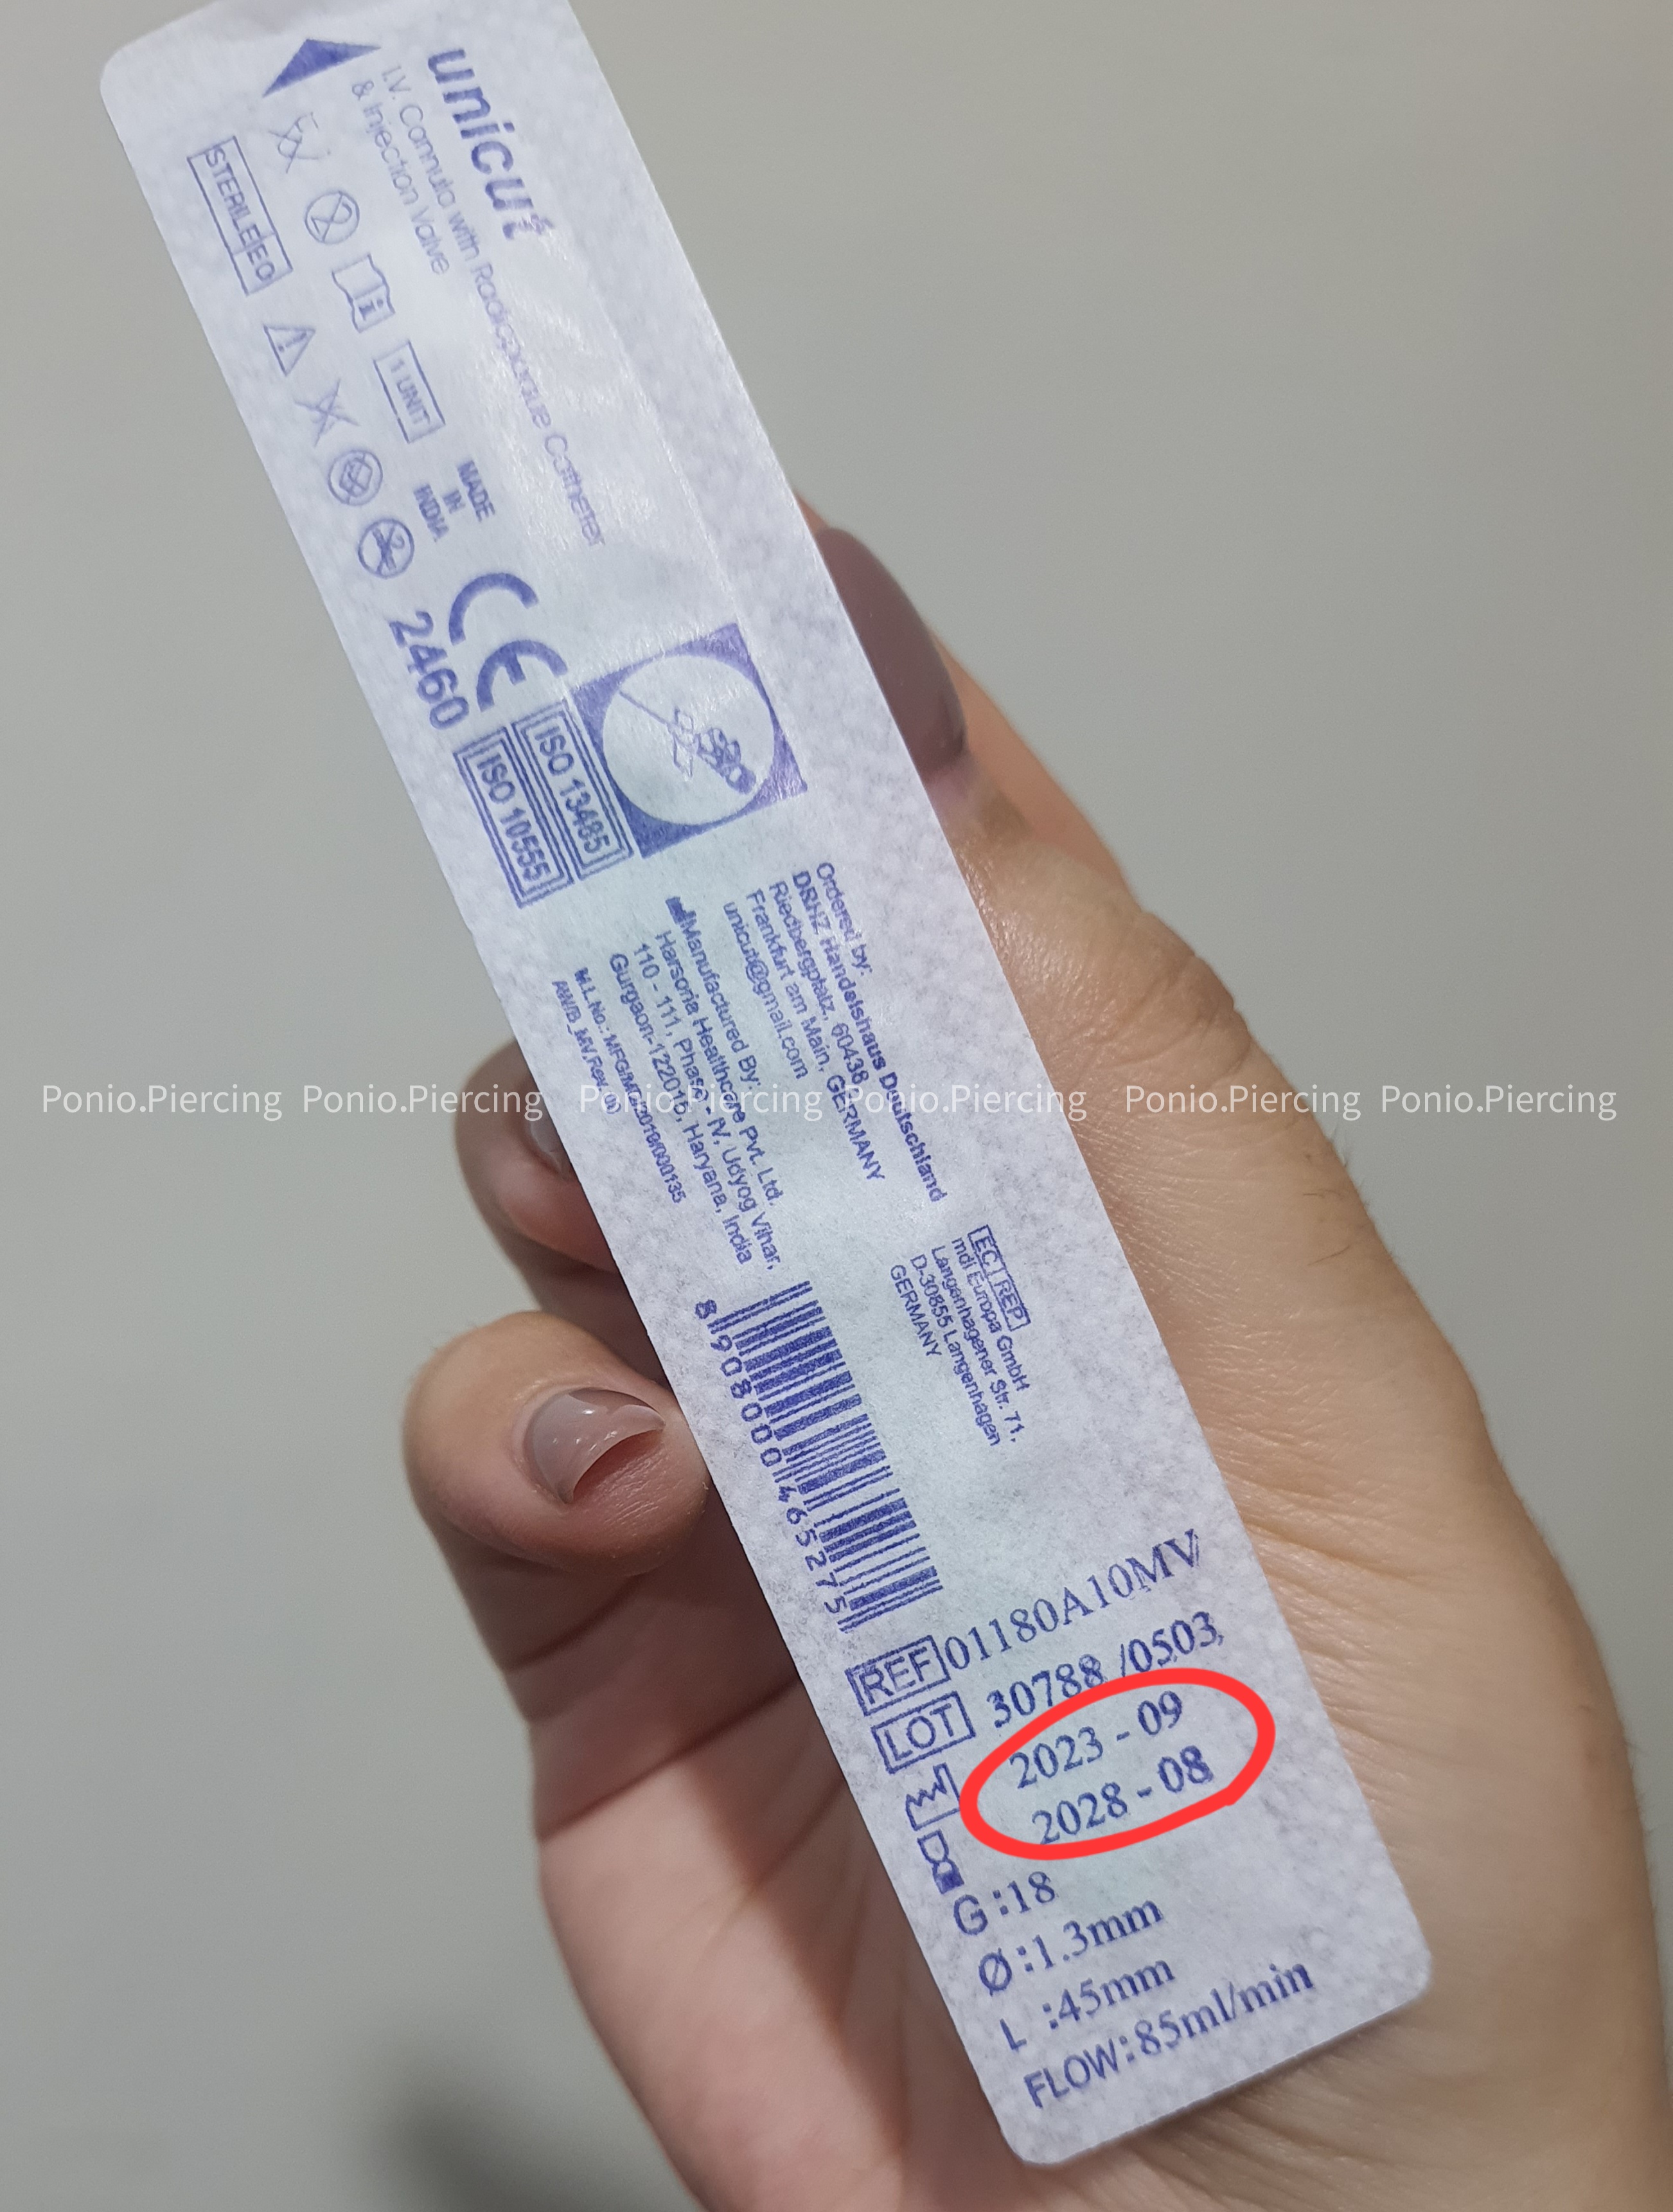 unicut
I.V. Cannula with Radiopaque Catheter
& Injection Valve
2
i
1 UNIT
MADE
IN
INDIA
STERILE EO
CE
2460
ISO 13485
ISO 10555
Ordered by:
DRHZ Handelshaus Deutschland
Riedbergplatz, 60438
Frankfurt am Main, GERMANY
unicut@gmail.com
Manufactured By:
Harsoria Healthcare Pvt. Ltd.
110 - 111, Phase - IV, Udyog Vihar,
Gurgaon-122015, Haryana, India
EC REP
mdi Europa GmbH
Langenhagener Str. 71,
D-30855 Langenhagen
GERMANY
8 908000 465275
REF 01180A10MV
LOT 30788 /0503
2023 - 09
2028 - 08
G :18
Ø :1.3mm
L :45mm
FLOW:85ml/min
Ponio.Piercing Ponio.Piercing Ponio.Piercing Ponio.Piercing Ponio.Piercing Ponio.Piercing